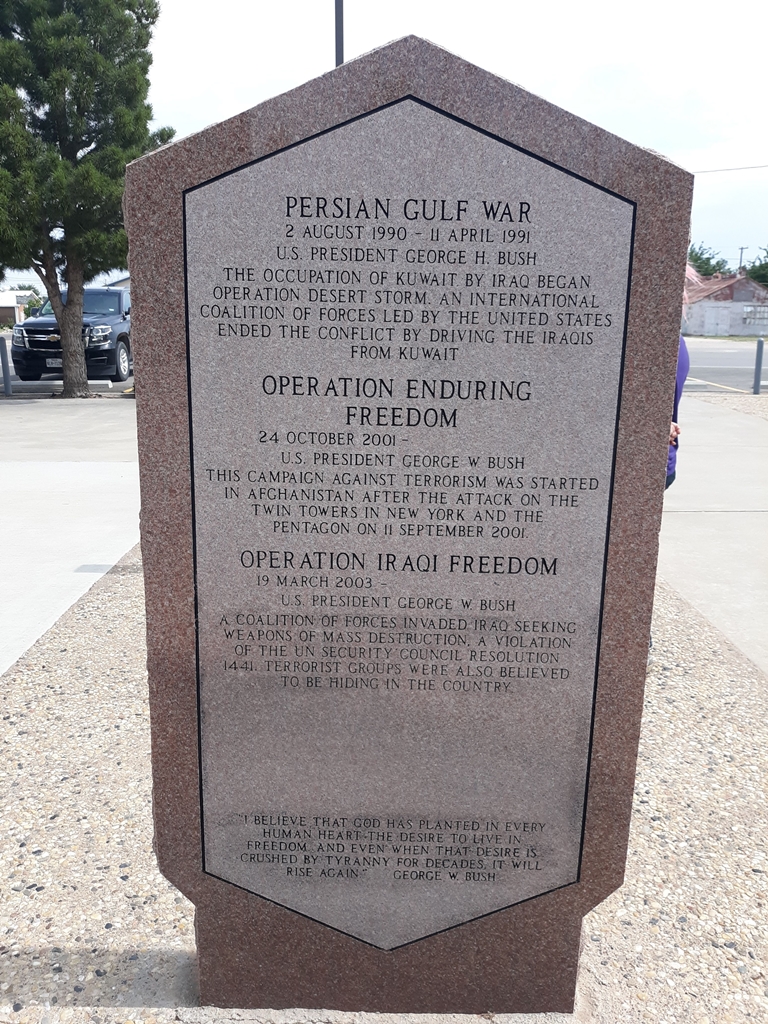 PERSIAN GULF WAR
2 AUGUST 1990 - 11 APRIL 1991
U.S. PRESIDENT GEORGE H. BUSH
THE OCCUPATION OF KUWAIT BY IRAQ BEGAN
OPERATION DESERT STORM. AN INTERNATIONAL
COALITION OF FORCES LED BY THE UNITED STATES
ENDED THE CONFLICT BY DRIVING THE IRAQIS
FROM KUWAIT
OPERATION ENDURING
FREEDOM
24 OCTOBER 2001 -
U.S. PRESIDENT GEORGE W BUSH
THIS CAMPAIGN AGAINST TERRORISM WAS STARTED
IN AFGHANISTAN AFTER THE ATTACK ON THE
TWIN TOWERS IN NEW YORK AND THE
PENTAGON ON 11 SEPTEMBER 2001.
OPERATION IRAQI FREEDOM
19 MARCH 2003 -
U.S. PRESIDENT GEORGE W. BUSH
A COALITION OF FORCES INVADED IRAQ SEEKING
WEAPONS OF MASS DESTRUCTION, A VIOLATION
OF THE UN SECURITY COUNCIL RESOLUTION
1441. TERRORIST GROUPS WERE ALSO BELIEVED
TO BE HIDING IN THE COUNTRY.
"I BELIEVE THAT GOD HAS PLANTED IN EVERY
HUMAN HEART THE DESIRE TO LIVE IN
FREEDOM. AND EVEN WHEN THAT DESIRE IS
CRUSHED BY TYRANNY FOR DECADES, IT WILL
RISE AGAIN." GEORGE W. BUSH